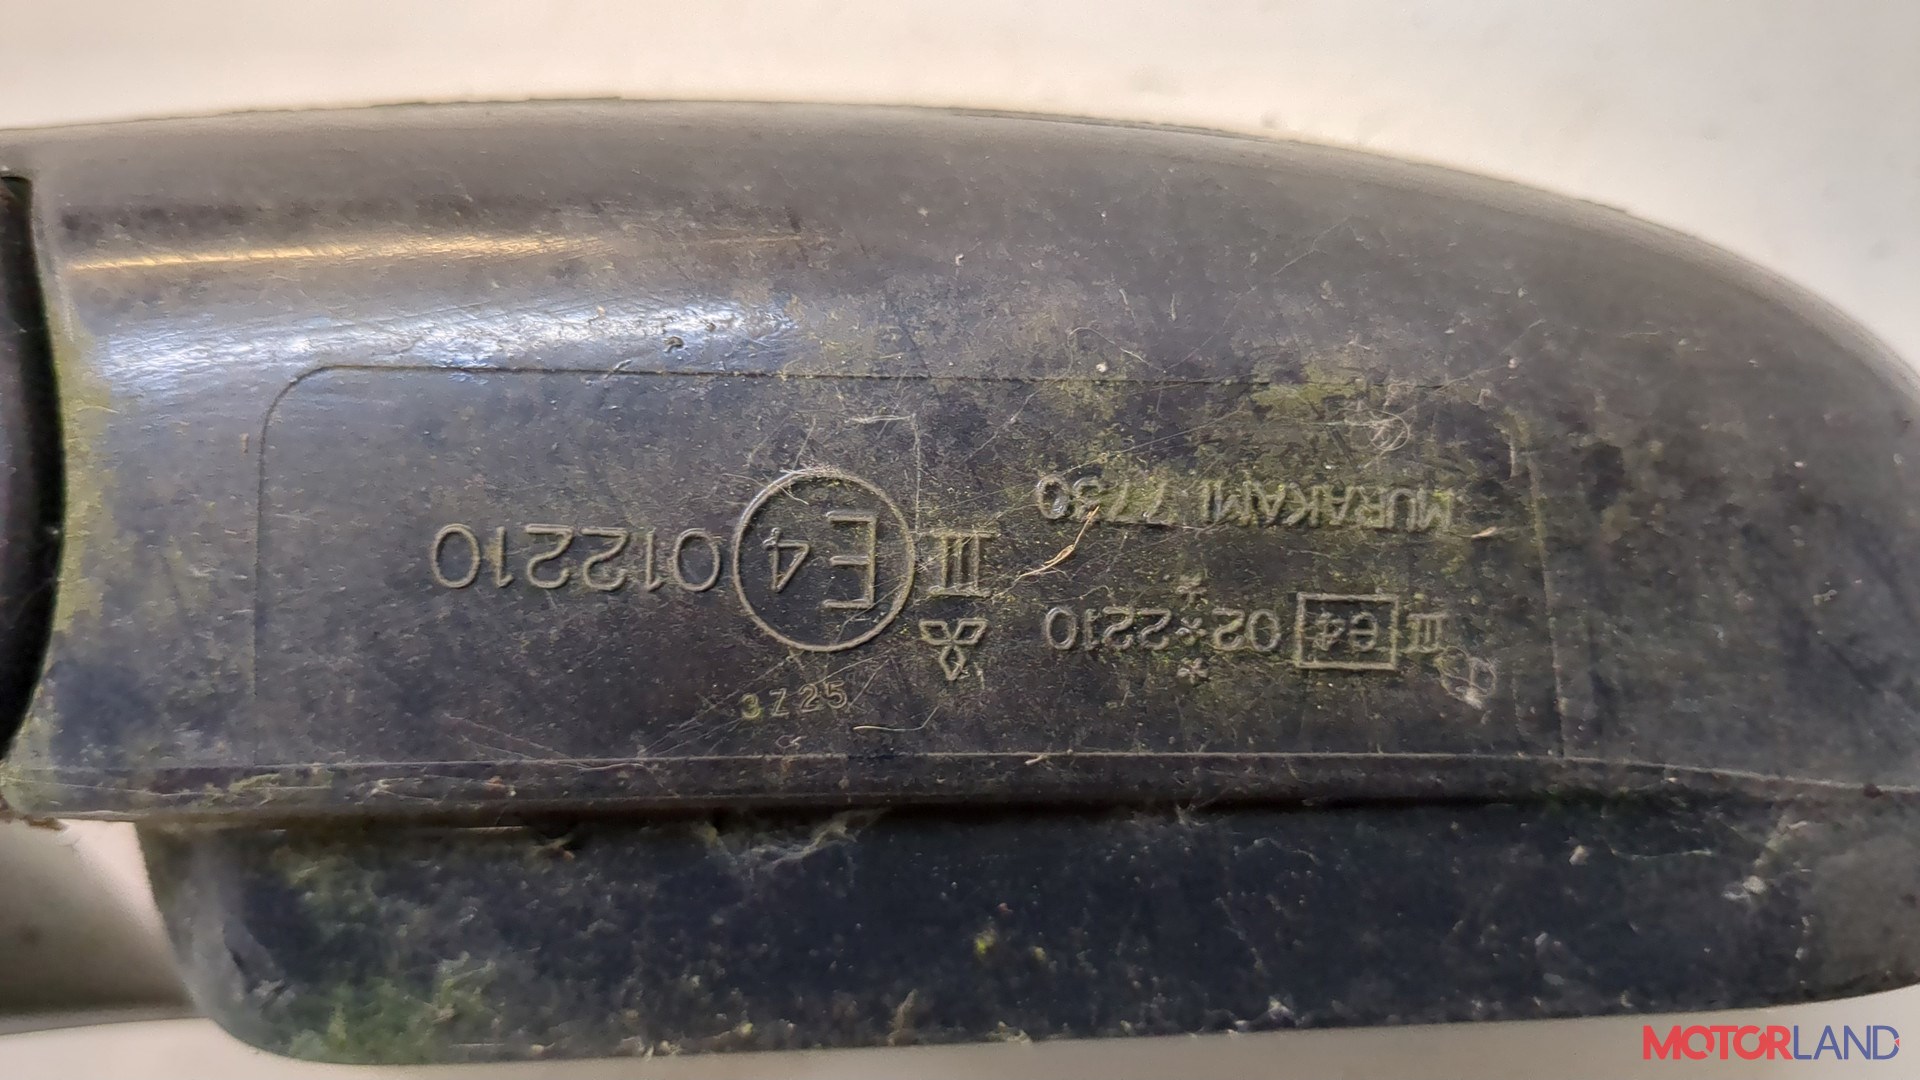 III e4 02*2210
MURAKAMI 7730
III E4 012210
3Z25
MOTORLAND